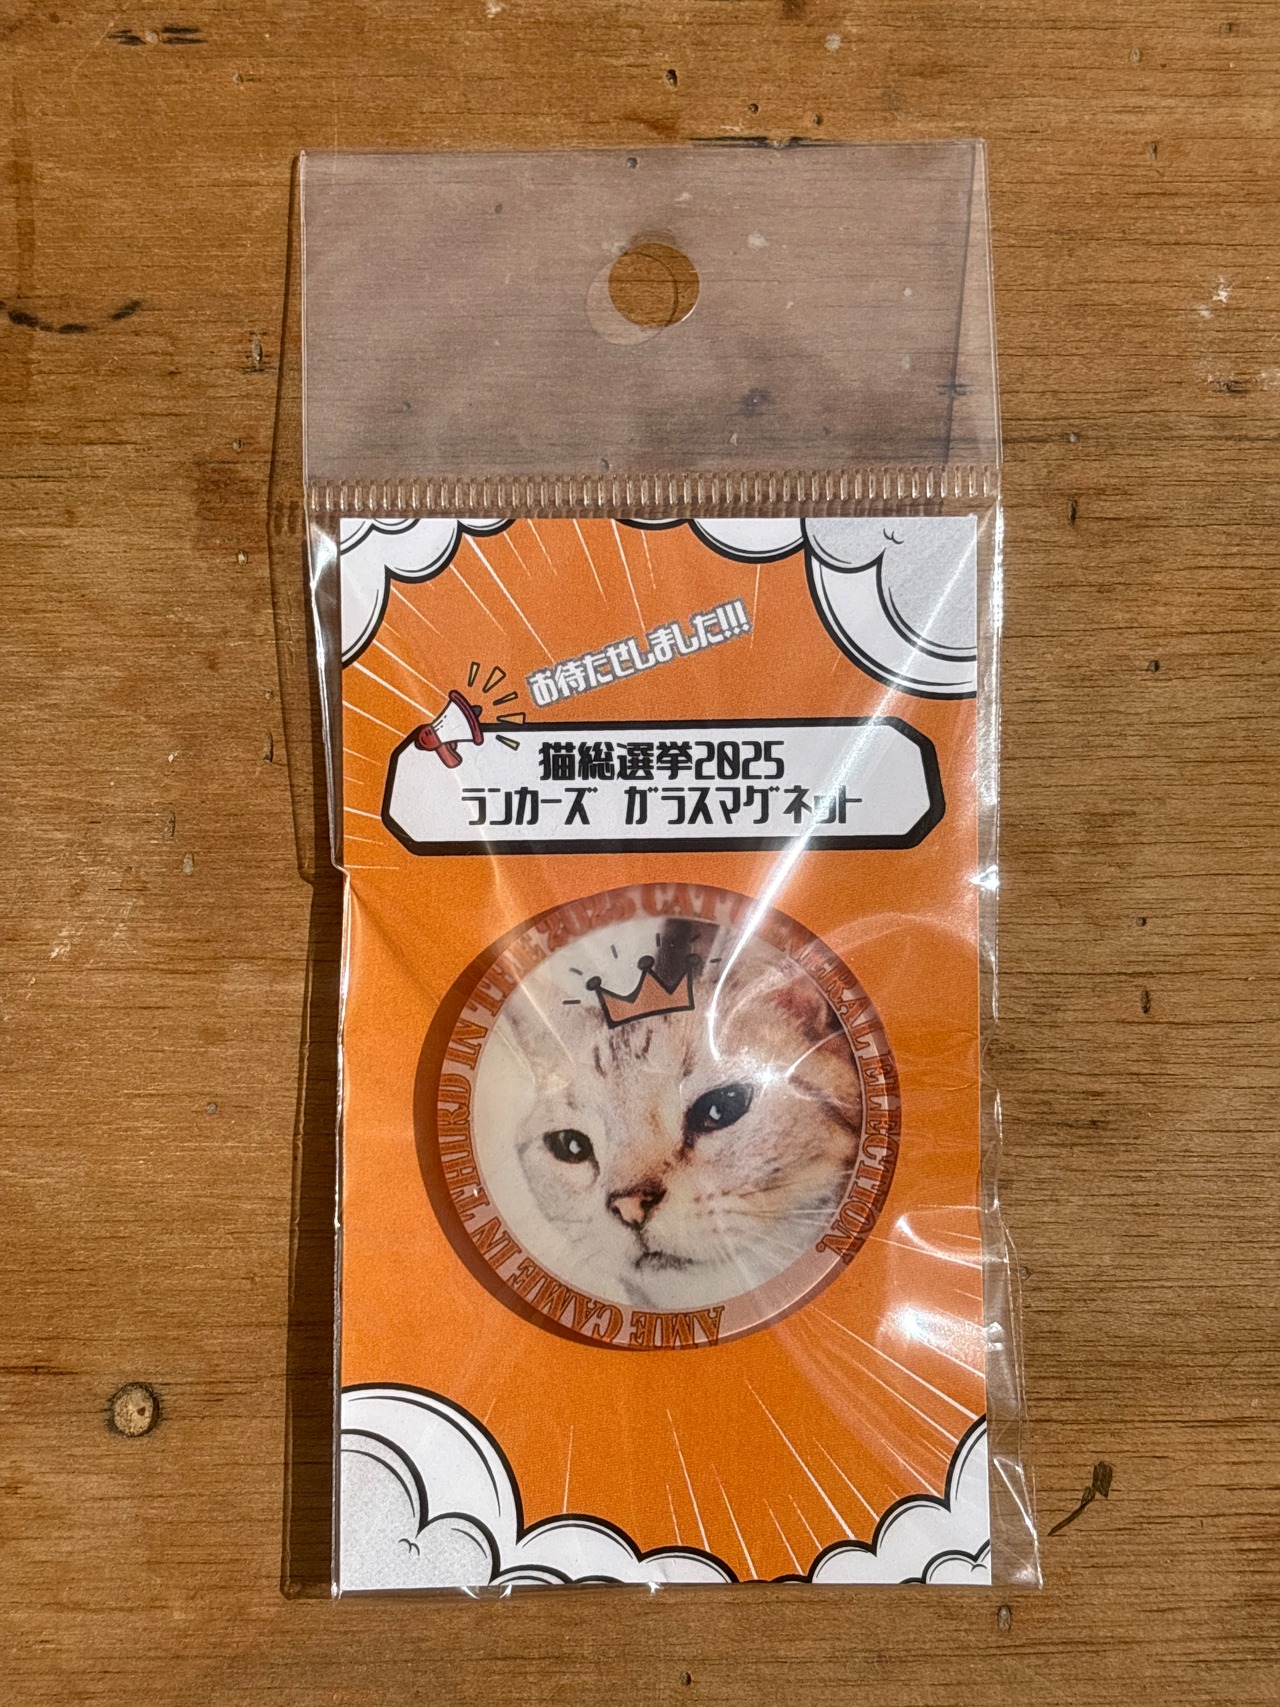 お待たせしました!!!
猫総選挙2025
ランカーズ ガラスマグネット
AME CAME IN THIRD IN THE 2025 CAT GENERAL ELECTION.